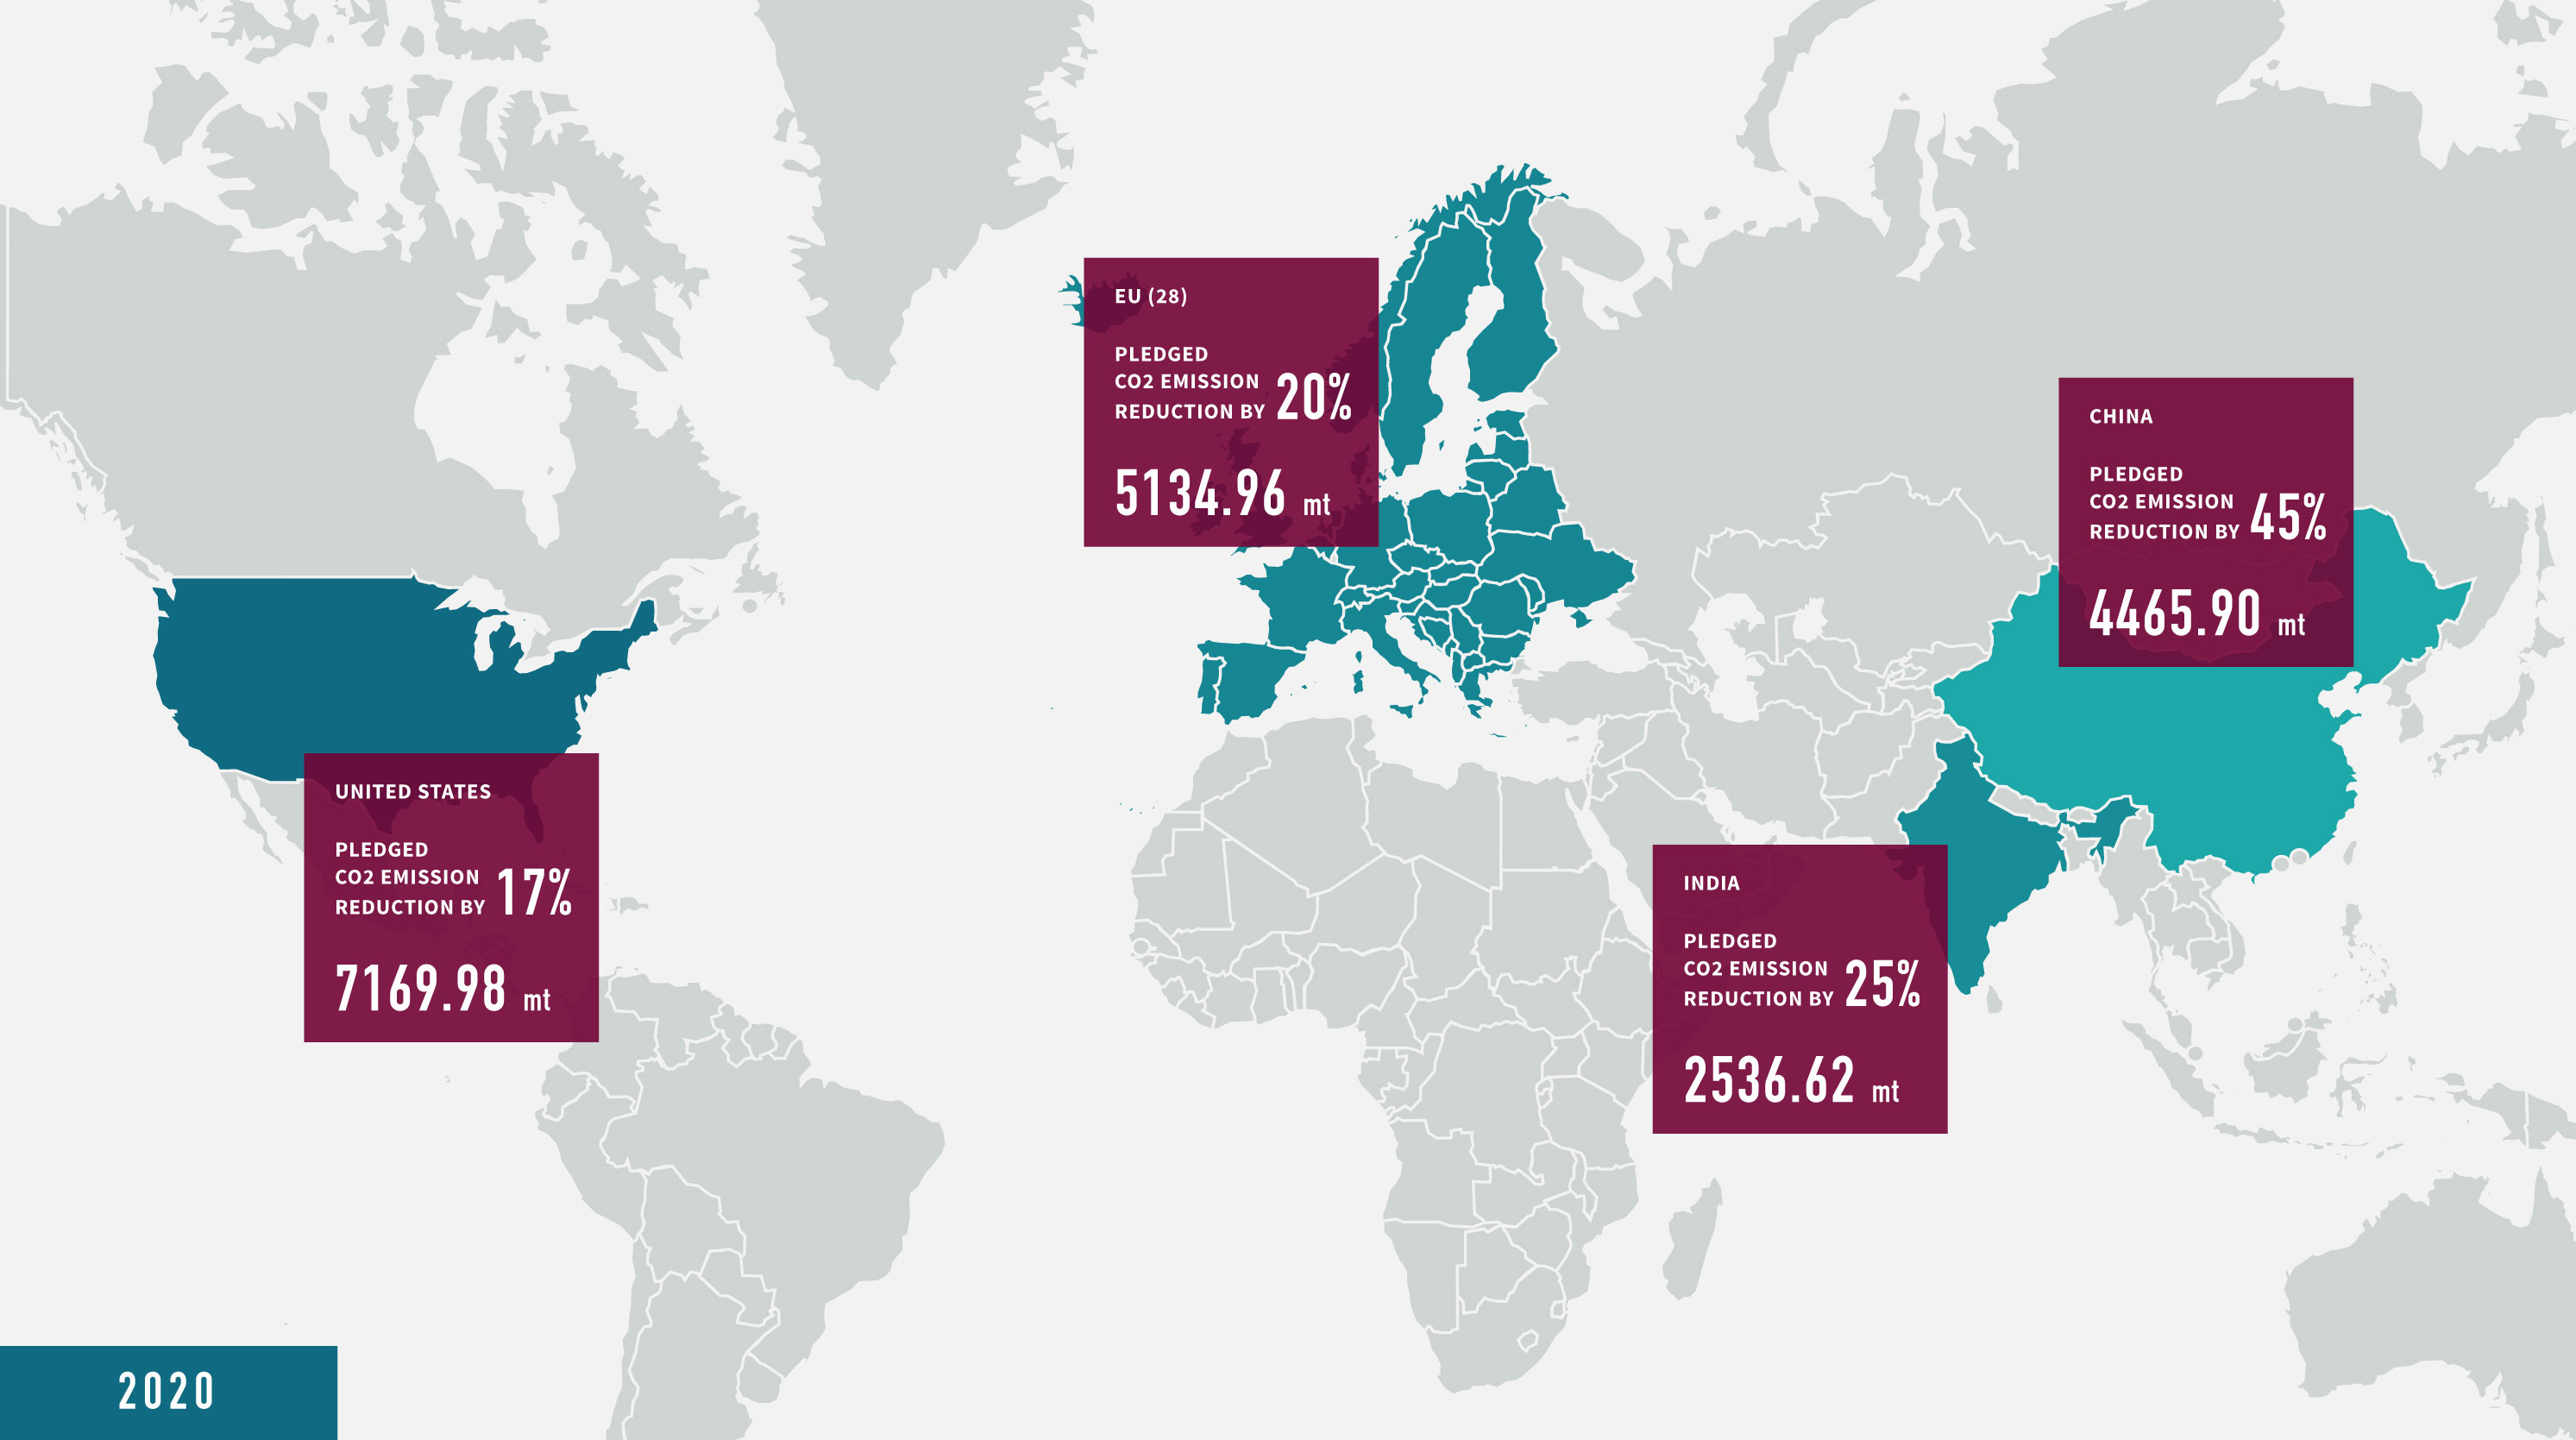 EU (28)
PLEDGED
CO2 EMISSION
REDUCTION BY 20%
5134.96 mt
CHINA
PLEDGED
CO2 EMISSION
REDUCTION BY 45%
4465.90 mt
UNITED STATES
PLEDGED
CO2 EMISSION
REDUCTION BY 17%
7169.98 mt
INDIA
PLEDGED
CO2 EMISSION
REDUCTION BY 25%
2536.62 mt
2020